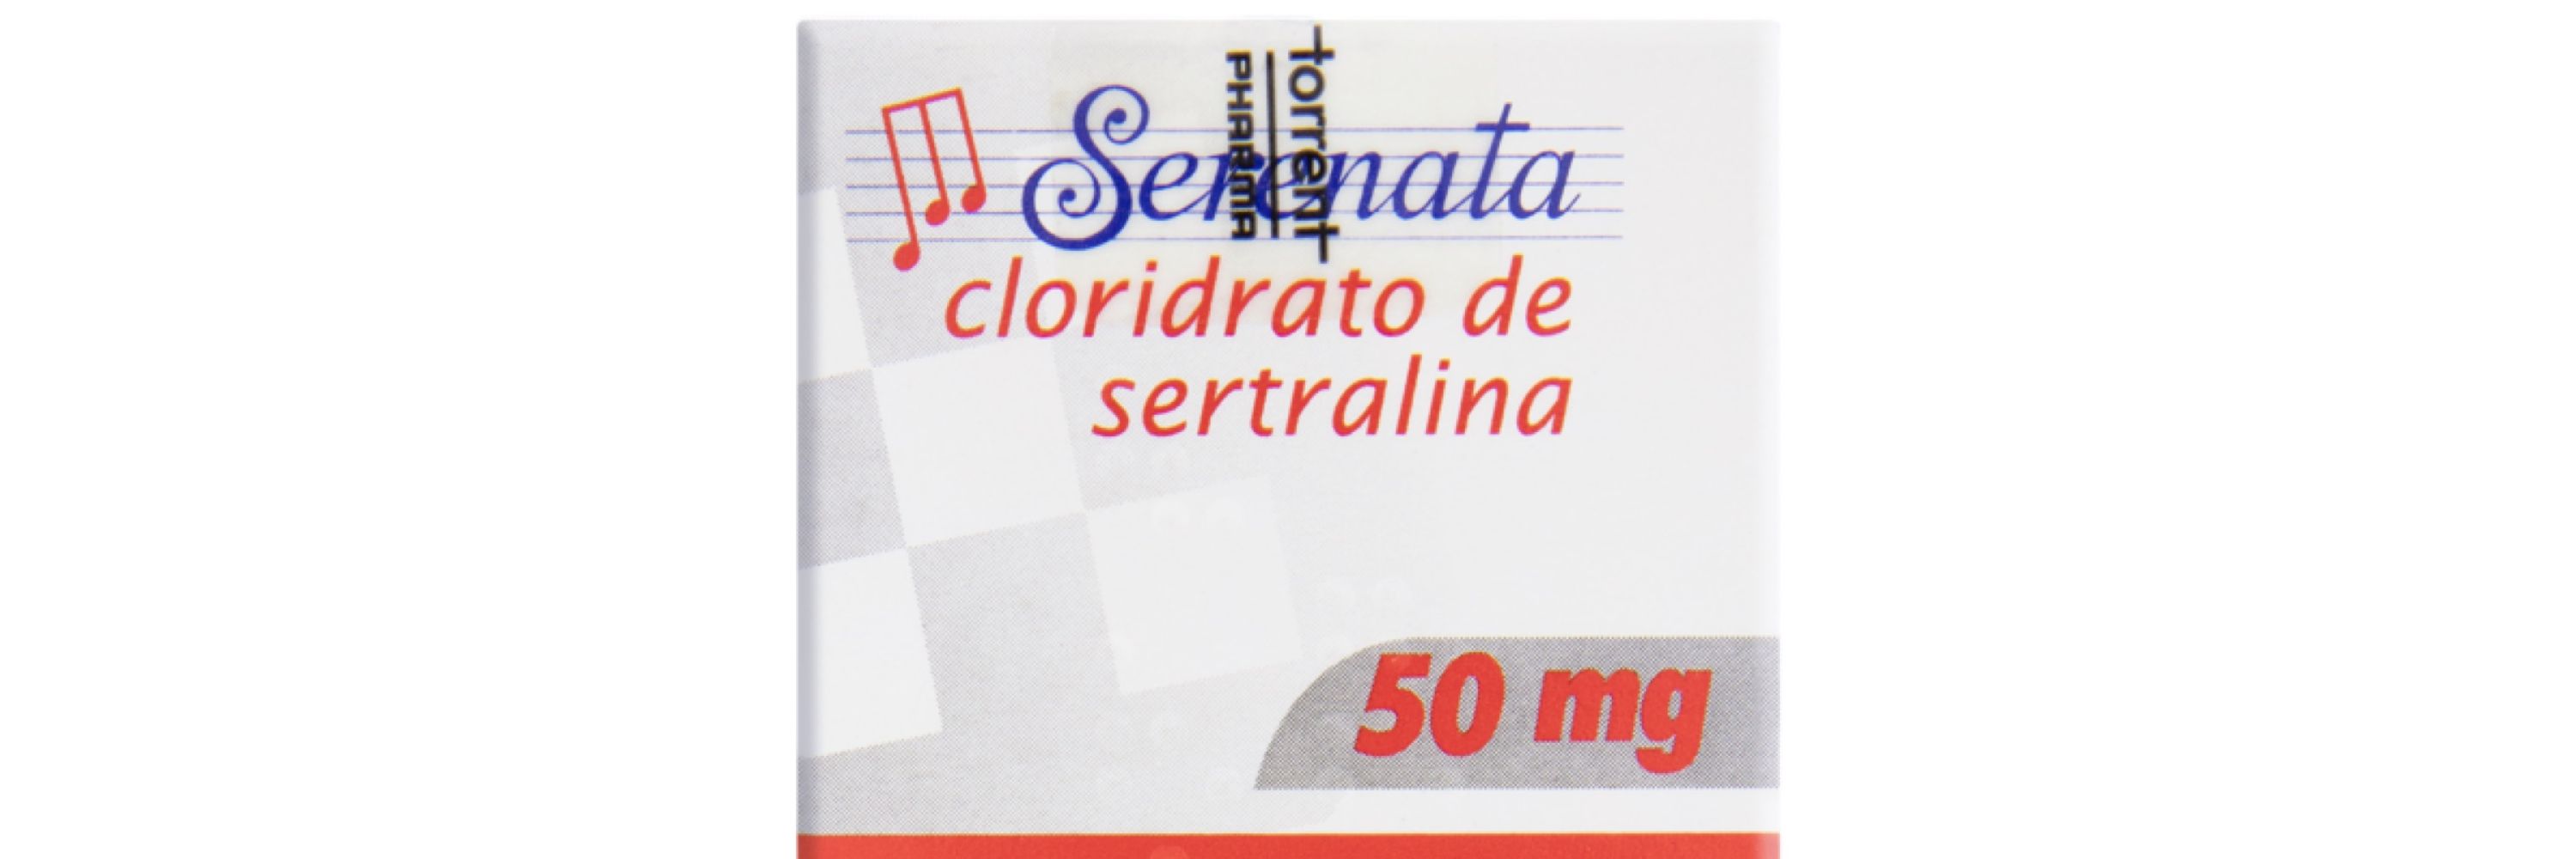 Serenata
torrent
PHARMA
cloridrato de
sertralina
50 mg